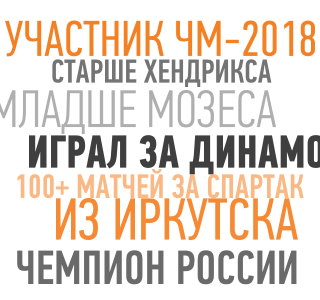 УЧАСТНИК ЧМ-2018
СТАРШЕ ХЕНДРИКСА
МЛАДШЕ МОЗЕСА
ИГРАЛ ЗА ДИНАМО
100+ МАТЧЕЙ ЗА СПАРТАК
ИЗ ИРКУТСКА
ЧЕМПИОН РОССИИ